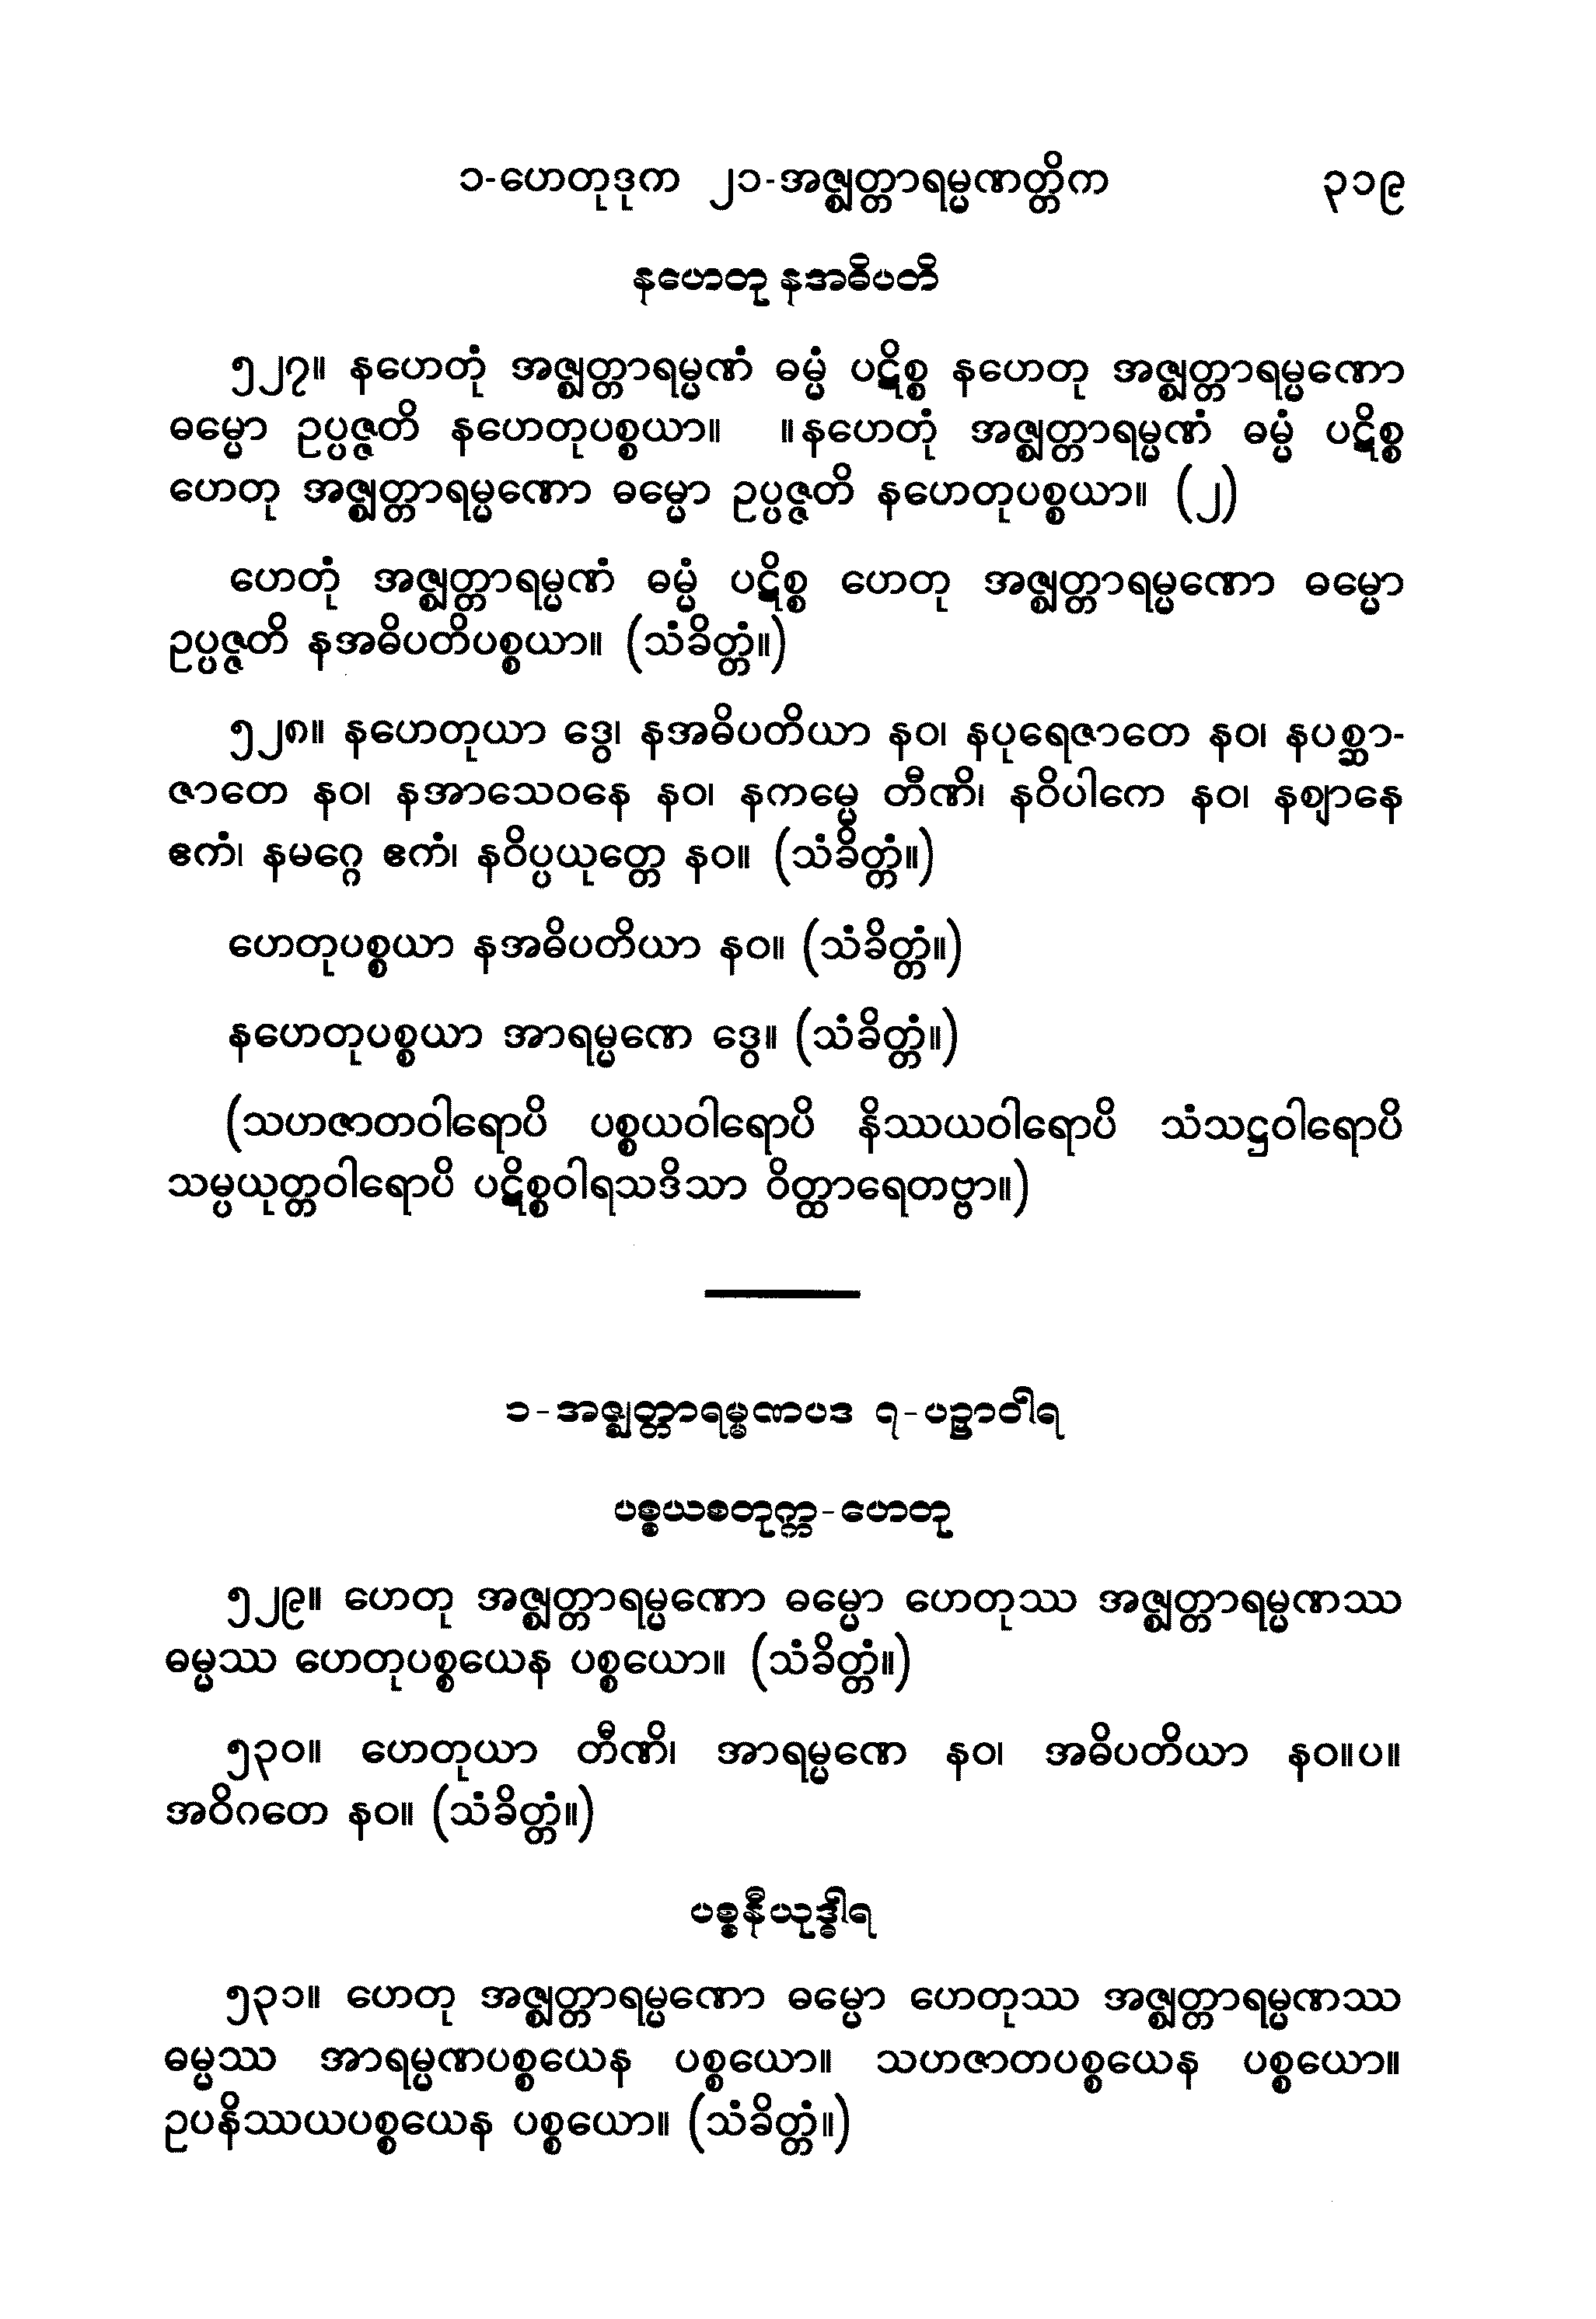 ၁-ဟေတုဒုက ၂၁-အဇ္ဈတ္တာရမ္မဏတ္တိက ၃၁၉
နဟေတု နအဓိပတိ
၅၂၇။ နဟေတုံ အဇ္ဈတ္တာရမ္မဏံ ဓမ္မံ ပဋိစ္စ နဟေတု အဇ္ဈတ္တာရမ္မဏော
ဓမ္မော ဥပ္ပဇ္ဇတိ နဟေတုပစ္စယာ။ ။နဟေတုံ အဇ္ဈတ္တာရမ္မဏံ ဓမ္မံ ပဋိစ္စ
ဟေတု အဇ္ဈတ္တာရမ္မဏော ဓမ္မော ဥပ္ပဇ္ဇတိ နဟေတုပစ္စယာ။ (၂)
ဟေတုံ အဇ္ဈတ္တာရမ္မဏံ ဓမ္မံ ပဋိစ္စ ဟေတု အဇ္ဈတ္တာရမ္မဏော ဓမ္မော
ဥပ္ပဇ္ဇတိ နအဓိပတိပစ္စယာ။ (သံခိတ္တံ။)
၅၂၈။ နဟေတုယာ ဒွေ၊ နအဓိပတိယာ နဝ၊ နပုရေဇာတေ နဝ၊ နပစ္ဆာ-
ဇာတေ နဝ၊ နအာသေဝနေ နဝ၊ နကမ္မေ တီဏိ၊ နဝိပါကေ နဝ၊ နဈာနေ
ဧကံ၊ နမဂ္ဂေ ဧကံ၊ နဝိပ္ပယုတ္တေ နဝ။ (သံခိတ္တံ။)
ဟေတုပစ္စယာ နအဓိပတိယာ နဝ။ (သံခိတ္တံ။)
နဟေတုပစ္စယာ အာရမ္မဏေ ဒွေ။ (သံခိတ္တံ။)
(သဟဇာတဝါရောပိ ပစ္စယဝါရောပိ နိဿယဝါရောပိ သံသဋ္ဌဝါရောပိ
သမ္ပယုတ္တဝါရောပိ ပဋိစ္စဝါရသဒိသာ ဝိတ္ထာရေတဗ္ဗာ။)
၁-အဇ္ဈတ္တာရမ္မဏပဒ ၇-ပဉှာဝါရ
ပစ္စယစတုက္က-ဟေတု
၅၂၉။ ဟေတု အဇ္ဈတ္တာရမ္မဏော ဓမ္မော ဟေတုဿ အဇ္ဈတ္တာရမ္မဏဿ
ဓမ္မဿ ဟေတုပစ္စယေန ပစ္စယော။ (သံခိတ္တံ။)
၅၃၀။ ဟေတုယာ တီဏိ၊ အာရမ္မဏေ နဝ၊ အဓိပတိယာ နဝ။ပ။
အဝိဂတေ နဝ။ (သံခိတ္တံ။)
ပစ္စနီယုဒ္ဓါရ
၅၃၁။ ဟေတု အဇ္ဈတ္တာရမ္မဏော ဓမ္မော ဟေတုဿ အဇ္ဈတ္တာရမ္မဏဿ
ဓမ္မဿ အာရမ္မဏပစ္စယေန ပစ္စယော။ သဟဇာတပစ္စယေန ပစ္စယော။
ဥပနိဿယပစ္စယေန ပစ္စယော။ (သံခိတ္တံ။)